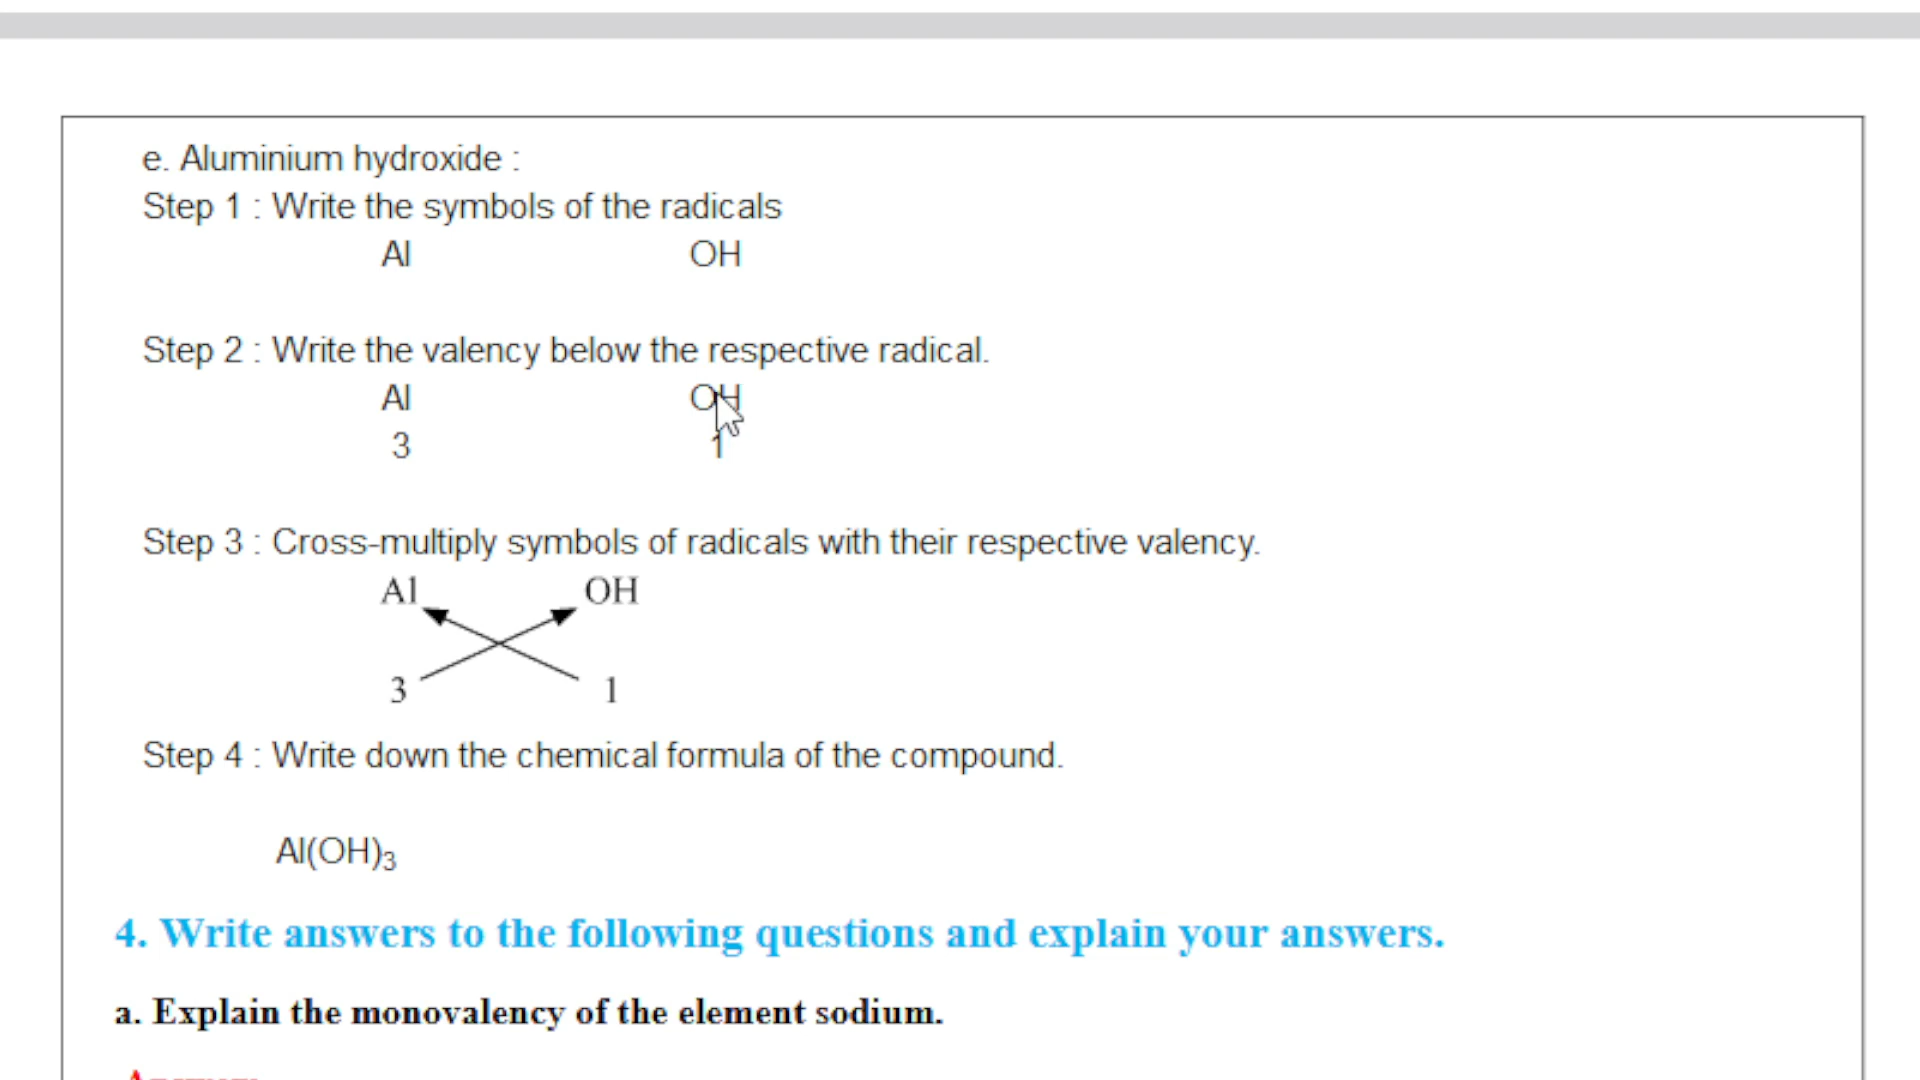 e. Aluminium hydroxide :
Step 1 : Write the symbols of the radicals
Al OH
Step 2 : Write the valency below the respective radical.
Al OH
3 1
Step 3 : Cross-multiply symbols of radicals with their respective valency.
Al OH
3 1
Step 4 : Write down the chemical formula of the compound.
Al(OH)₃
4. Write answers to the following questions and explain your answers.
a. Explain the monovalency of the element sodium.